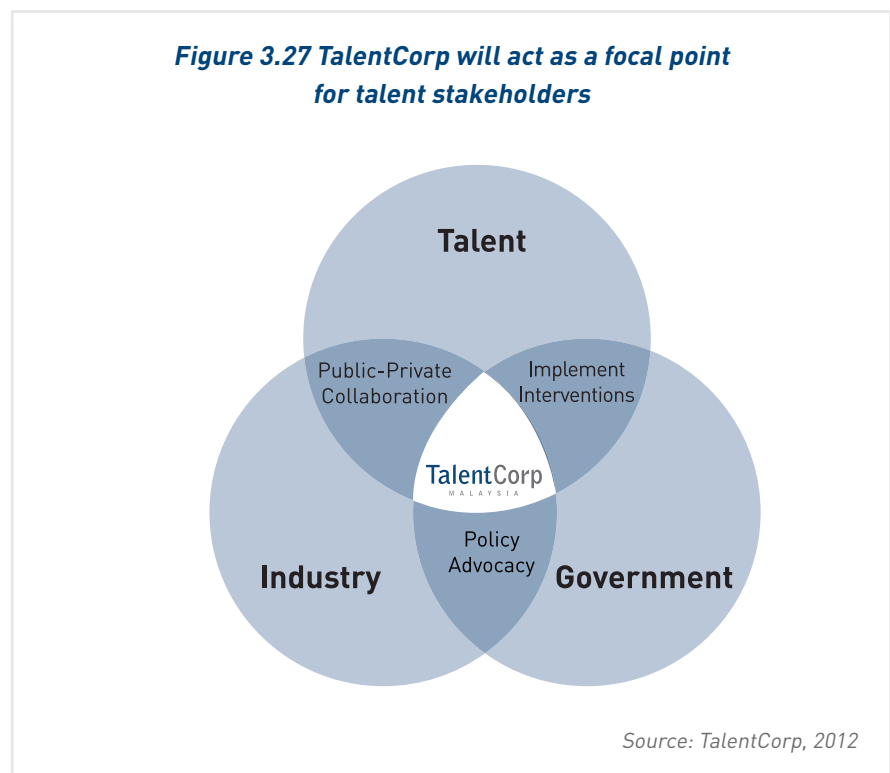 Figure 3.27 TalentCorp will act as a focal point
for talent stakeholders
Talent
Public-Private
Collaboration
Implement
Interventions
TalentCorp
MALAYSIA
Policy
Advocacy
Industry
Government
Source: TalentCorp, 2012